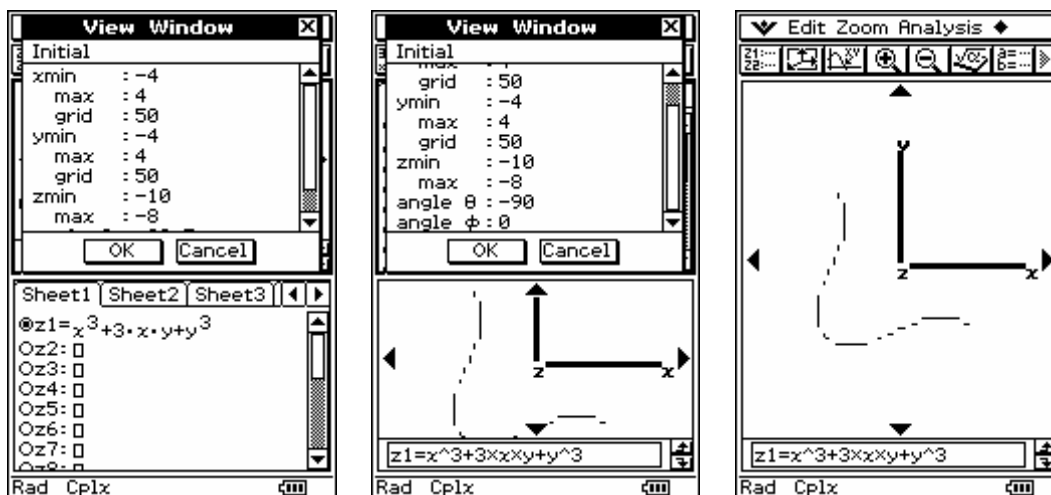 View Window
Initial
xmin :-4
max :4
grid :50
ymin :-4
max :4
grid :50
zmin :-10
max :-8
OK Cancel
Sheet1 Sheet2 Sheet3
z1=x³+3·x·y+y³
z2:
z3:
z4:
z5:
z6:
z7:
z8:
Rad Cplx
View Window
Initial
grid :50
ymin :-4
max :4
grid :50
zmin :-10
max :-8
angle θ :-90
angle ϕ :0
OK Cancel
z x
z1=x^3+3×x×y+y^3
Rad Cplx
Edit Zoom Analysis
y
z x
z1=x^3+3×x×y+y^3
Rad Cplx